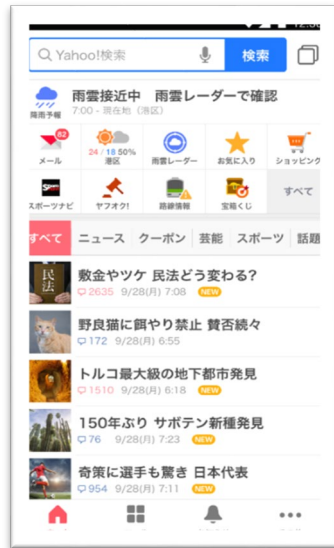 Yahoo!検索 検索
降雨予報 雨雲接近中 雨雲レーダーで確認
7:00 - 現在地（港区）
82
24 / 18 50%
メール 港区 雨雲レーダー お気に入り ショッピング
スポーツナビ ヤフオク! 路線情報 宝箱くじ すべて
すべて ニュース クーポン 芸能 スポーツ 話題
民法
敷金やツケ 民法どう変わる?
2635 9/28(月) 7:08 NEW
野良猫に餌やり禁止 賛否続々
172 9/28(月) 6:55
トルコ最大級の地下都市発見
1510 9/28(月) 6:18 NEW
150年ぶり サボテン新種発見
76 9/28(月) 7:23 NEW
奇策に選手も驚き 日本代表
954 9/28(月) 7:11 NEW